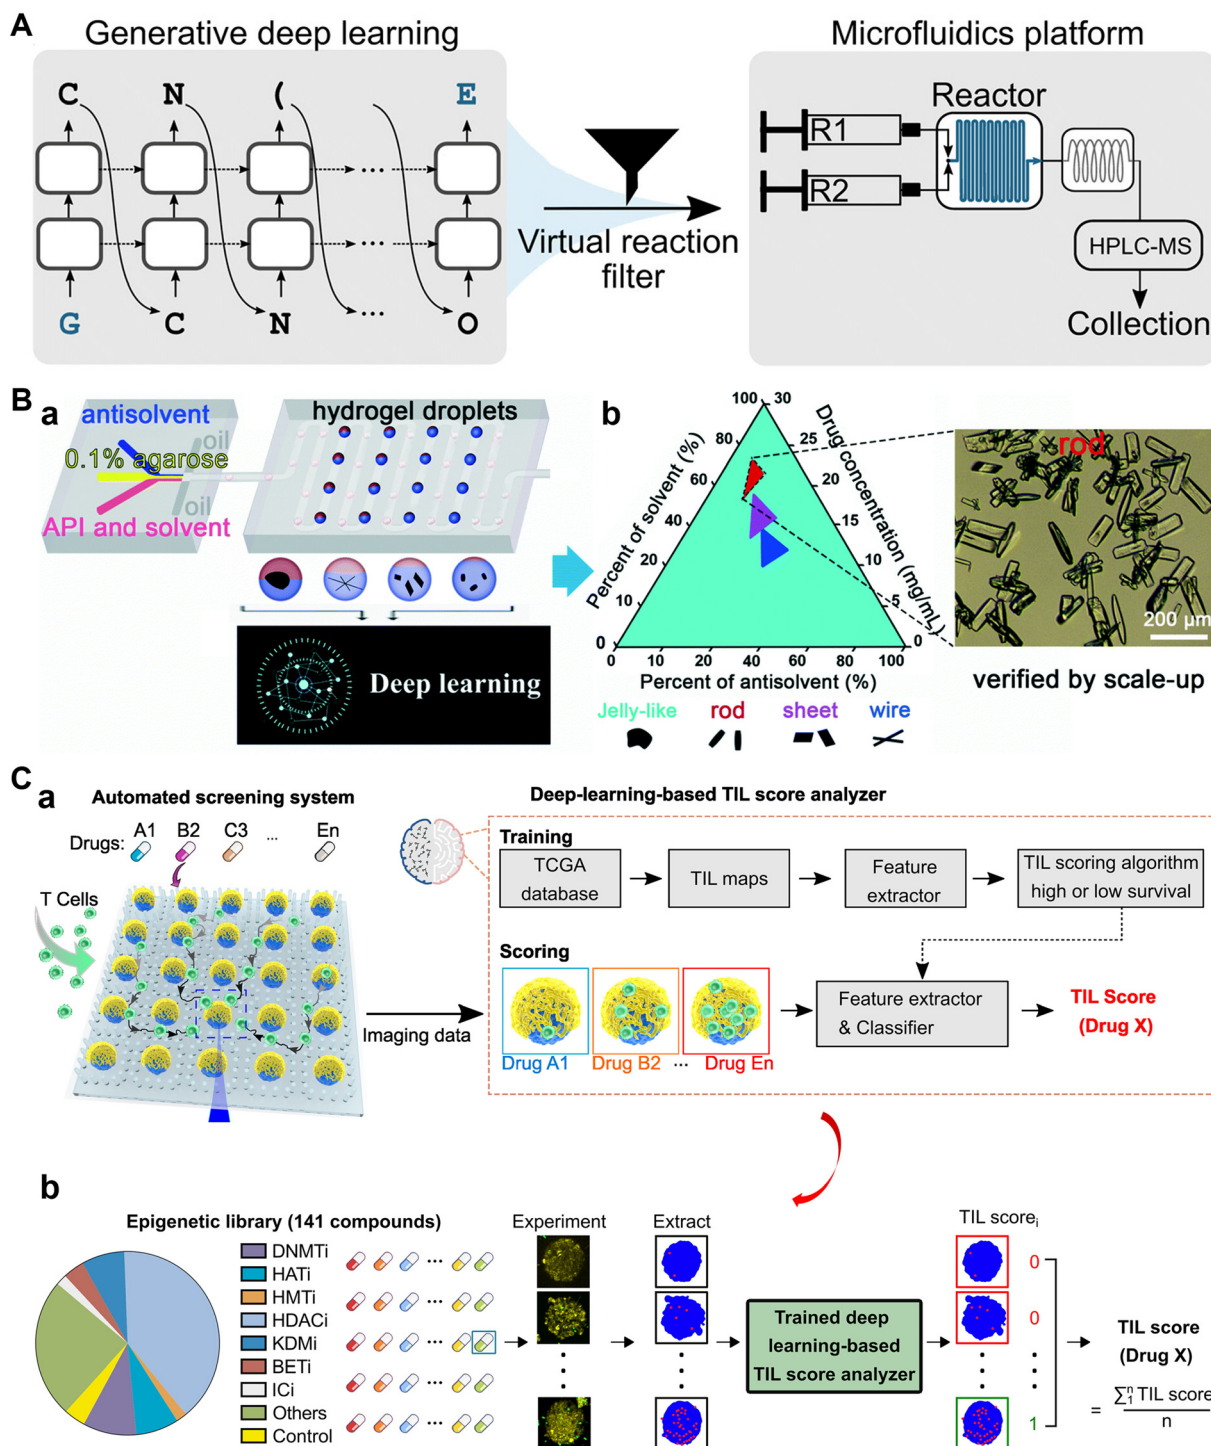 A
Generative deep learning
Microfluidics platform
C N ( ... E
G C N ... O
Virtual reaction
filter
Reactor
R1
R2
HPLC-MS
Collection
B
a
antisolvent
hydrogel droplets
oil
0.1% agarose
oil
API and solvent
Deep learning
b
100 30
80 25
60 20
40 15
20 10
10 5
0 0
0 10 20 40 60 80 100
Percent of solvent (%)
Drug concentration (mg/mL)
Percent of antisolvent (%)
Jelly-like rod sheet wire
rod
200 µm
verified by scale-up
C
a
Automated screening system
Drugs: A1 B2 C3 ... En
T Cells
Imaging data
Deep-learning-based TIL score analyzer
Training
TCGA
database
TIL maps
Feature
extractor
TIL scoring algorithm
high or low survival
Scoring
Drug A1 Drug B2 ... Drug En
Feature extractor
& Classifier
TIL Score
(Drug X)
b
Epigenetic library (141 compounds)
DNMTi
HATi
HMTi
HDACi
KDMi
BETi
ICi
Others
Control
Experiment
Extract
Trained deep
learning-based
TIL score analyzer
TIL scoreᵢ
0
0
1
TIL score
(Drug X)
= ∑₁ⁿ TIL score
n